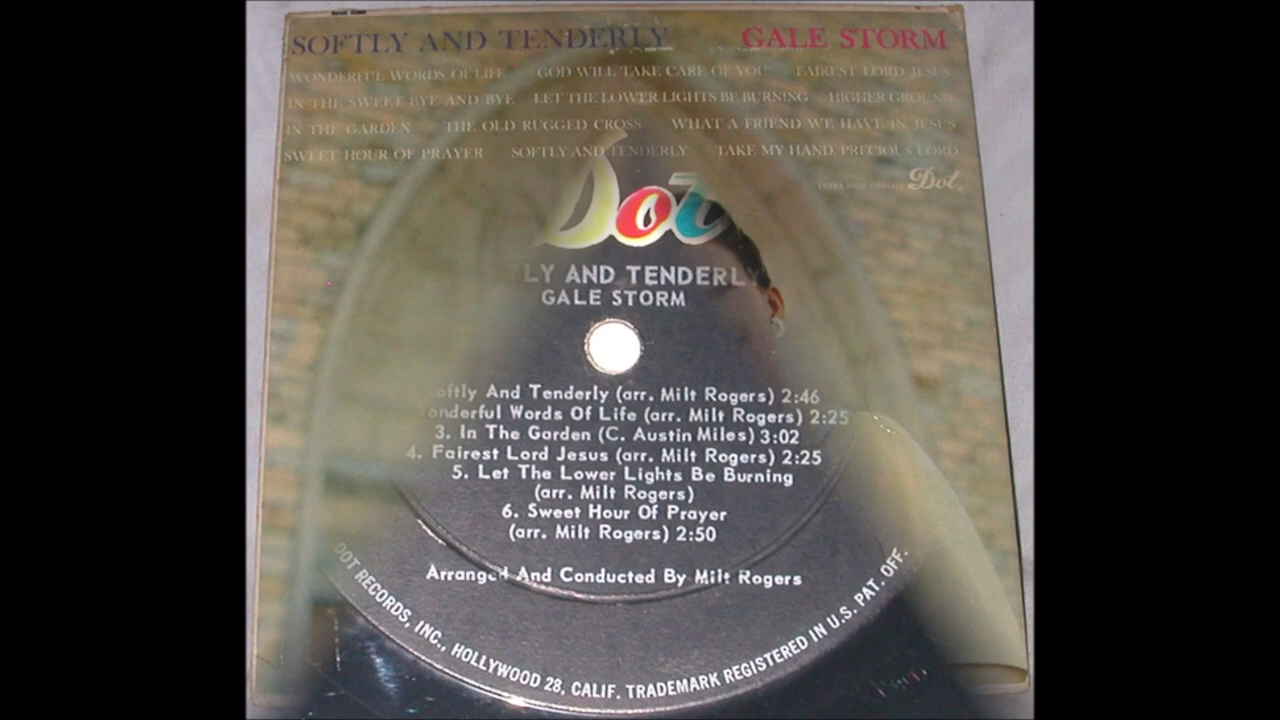 SOFTLY AND TENDERLY GALE STORM
WONDERFUL WORDS OF LIFE GOD WILL TAKE CARE OF YOU FAIREST LORD JESUS
IN THE SWEET BYE AND BYE LET THE LOWER LIGHTS BE BURNING HIGHER GROUND
IN THE GARDEN THE OLD RUGGED CROSS WHAT A FRIEND WE HAVE IN JESUS
SWEET HOUR OF PRAYER SOFTLY AND TENDERLY TAKE MY HAND, PRECIOUS LORD
ULTRA HIGH FIDELITY Dot
Dot
LY AND TENDERLY
GALE STORM
oftly And Tenderly (arr. Milt Rogers) 2:46
onderful Words Of Life (arr. Milt Rogers) 2:25
3. In The Garden (C. Austin Miles) 3:02
4. Fairest Lord Jesus (arr. Milt Rogers) 2:25
5. Let The Lower Lights Be Burning
(arr. Milt Rogers)
6. Sweet Hour Of Prayer
(arr. Milt Rogers) 2:50
Arranged And Conducted By Milt Rogers
DOT RECORDS, INC., HOLLYWOOD 28, CALIF. TRADEMARK REGISTERED IN U.S. PAT. OFF.